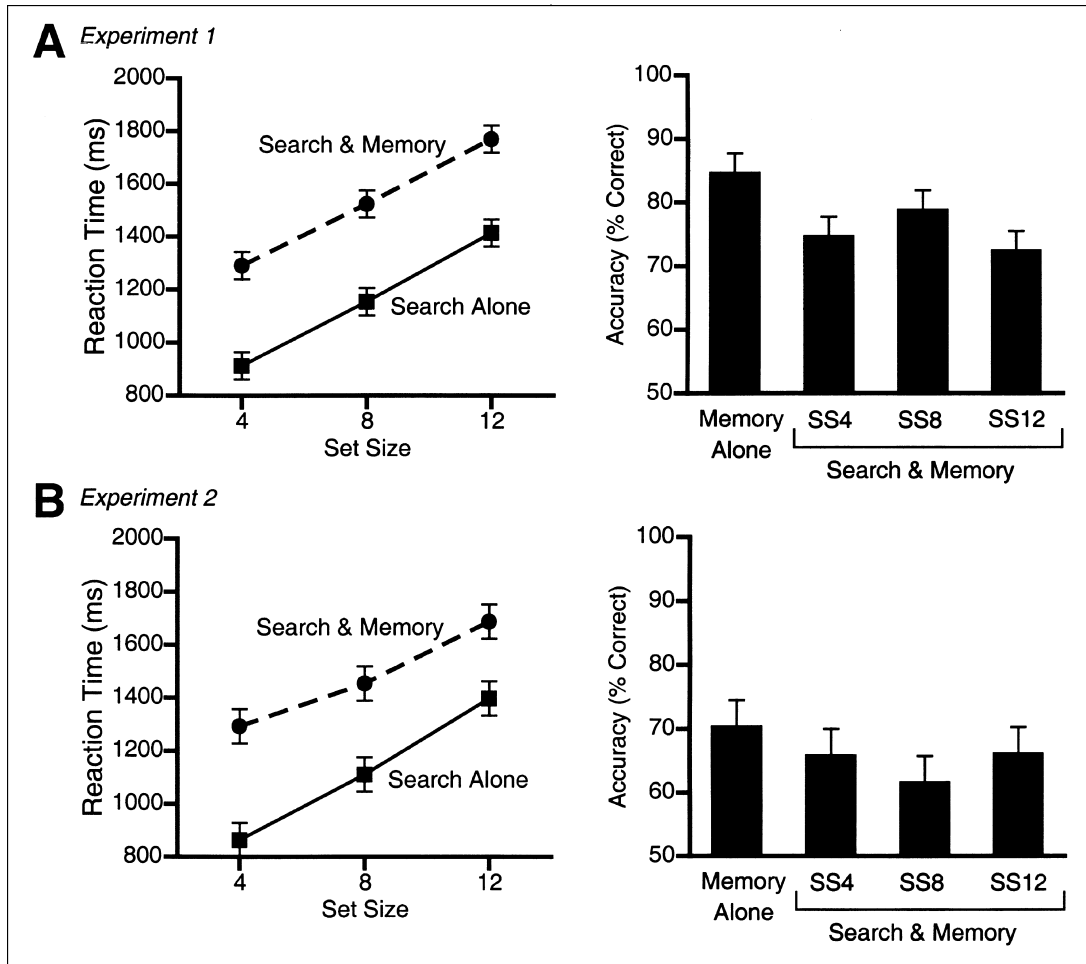 A Experiment 1
2000
1800
1600
1400
1200
1000
800
Reaction Time (ms)
Search & Memory
Search Alone
4 8 12
Set Size
100
90
80
70
60
50
Accuracy (% Correct)
Memory Alone
SS4 SS8 SS12
Search & Memory
B Experiment 2
2000
1800
1600
1400
1200
1000
800
Reaction Time (ms)
Search & Memory
Search Alone
4 8 12
Set Size
100
90
80
70
60
50
Accuracy (% Correct)
Memory Alone
SS4 SS8 SS12
Search & Memory